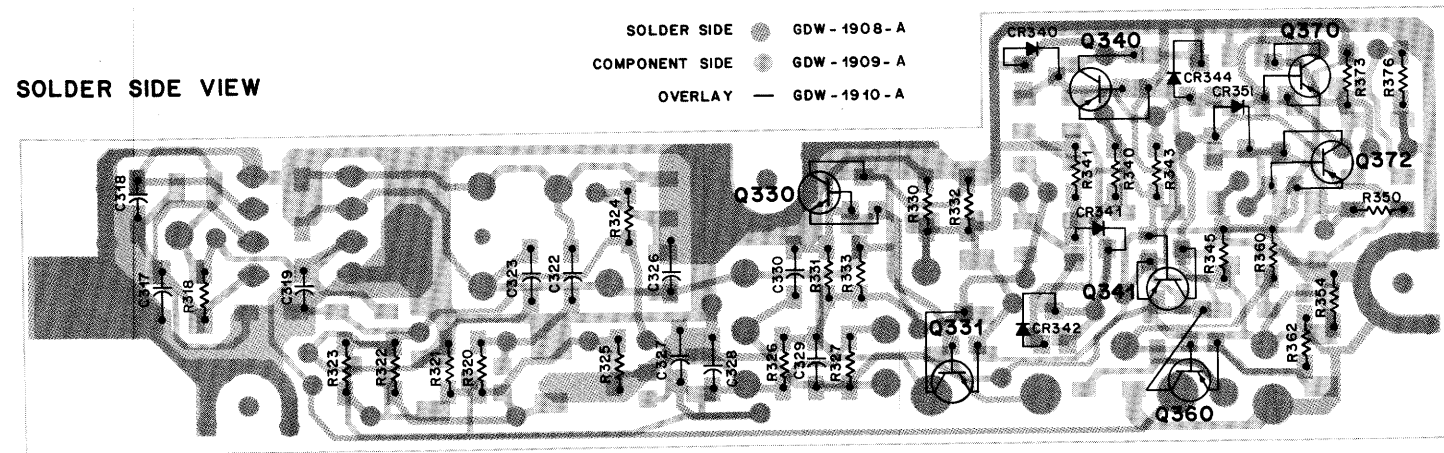 SOLDER SIDE GDW-1908-A
COMPONENT SIDE GDW-1909-A
OVERLAY — GDW-1910-A
SOLDER SIDE VIEW
CR340
Q340
CR344
Q370
CR351
R373
R376
C318
Q330
R324
R330
R332
R341
R340
R343
Q372
R350
CR341
C317
R318
C319
C323
C322
C326
C330
R331
R333
Q341
R345
R360
R354
Q331
CR342
R362
R323
R322
R321
R320
R325
C327
C328
R326
C329
R327
Q360